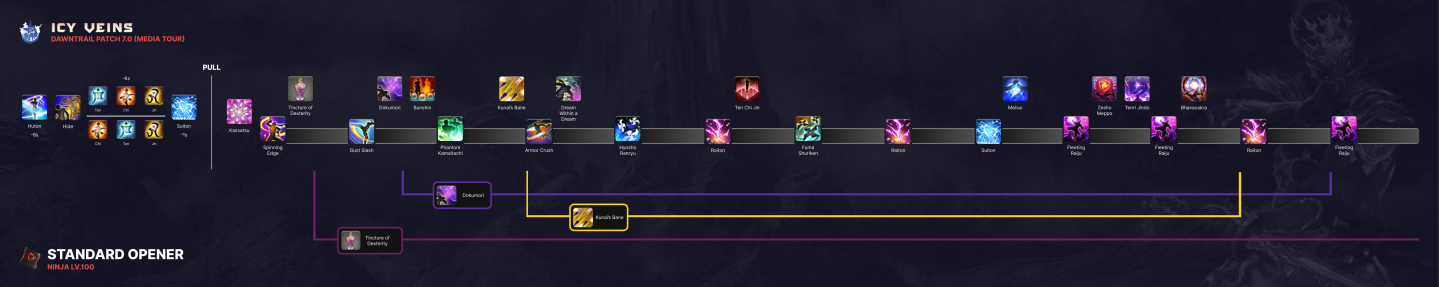 ICY VEINS
DAWNTRAIL PATCH 7.0 (MEDIA TOUR)
PULL
-6s
Huton
-8s
Hide
Ten
Chi
Jin
Chi
Ten
Jin
Suiton
-1s
Kassatsu
Spinning
Edge
Tincture of
Dexterity
Gust Slash
Dokumori
Bunshin
Phantom
Kamaitachi
Kunai's Bane
Armor Crush
Dream
Within a
Dream
Hyosho
Ranryu
Raiton
Ten Chi Jin
Fuma
Shuriken
Raiton
Suiton
Meisui
Fleeting
Raiju
Zesho
Meppo
Tenri Jindo
Fleeting
Raiju
Bhavacakra
Raiton
Fleeting
Raiju
Dokumori
Kunai's Bane
Tincture of
Dexterity
STANDARD OPENER
NINJA LV.100